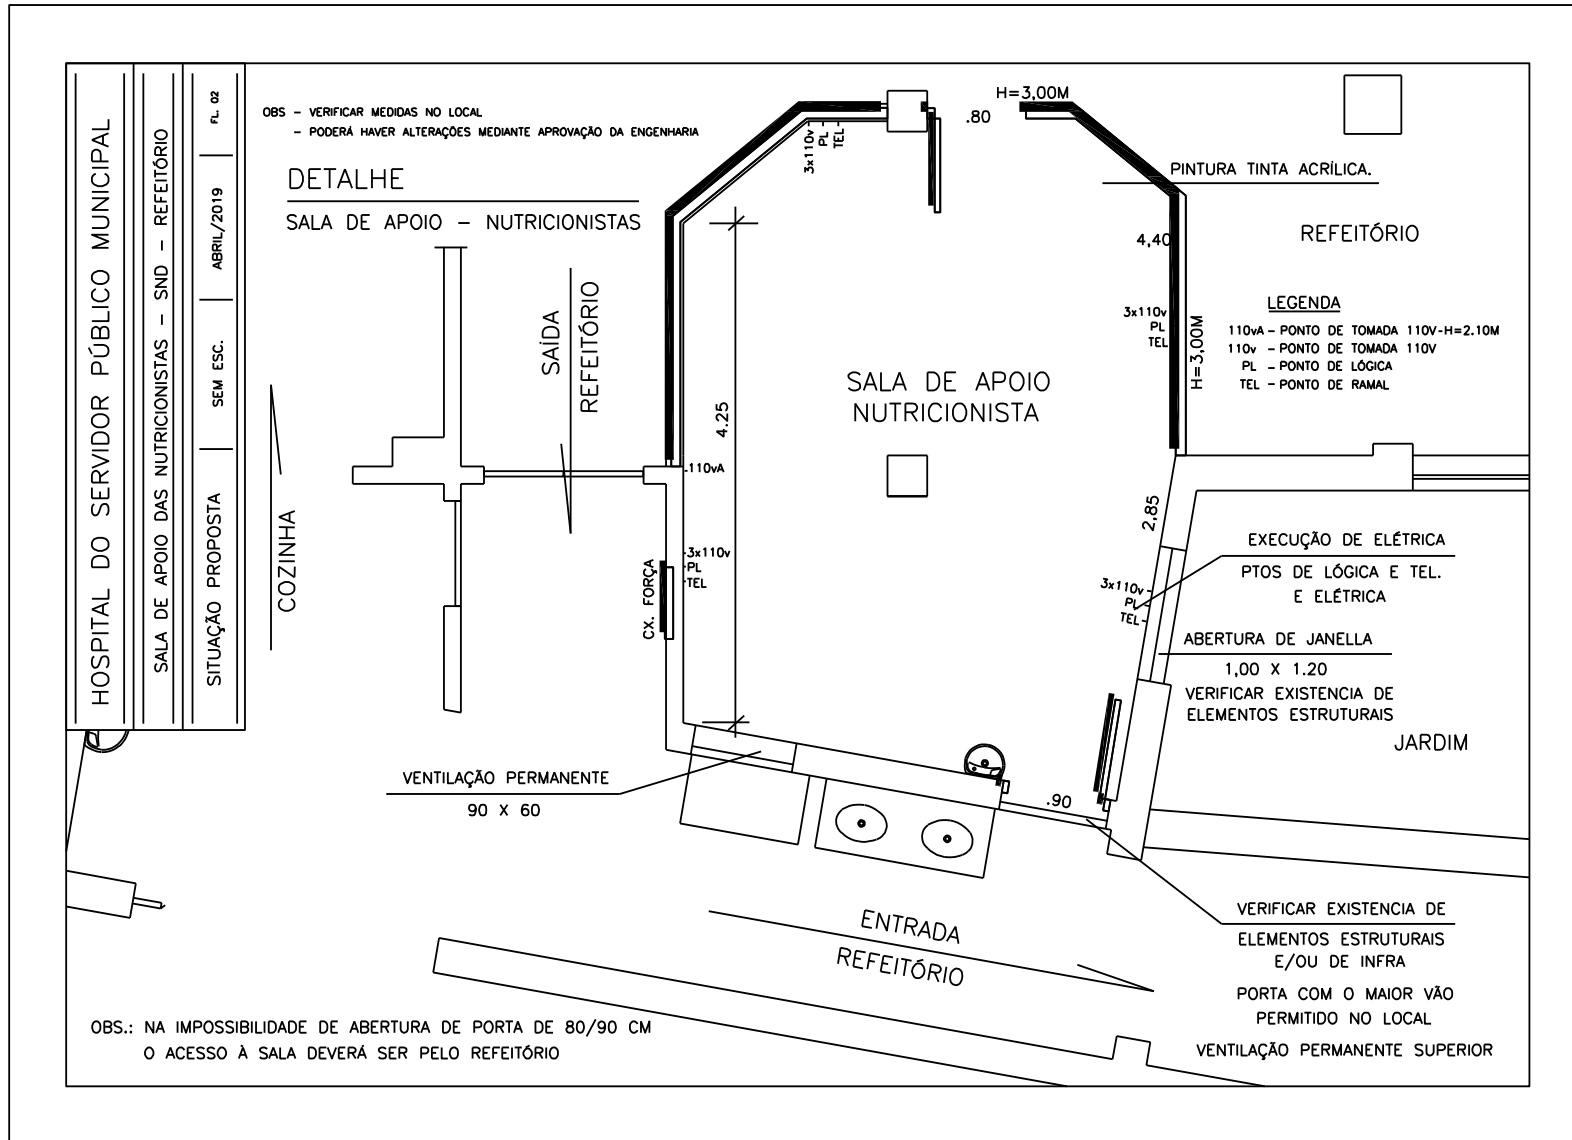 HOSPITAL DO SERVIDOR PÚBLICO MUNICIPAL
SALA DE APOIO DAS NUTRICIONISTAS - SND - REFEITÓRIO
SITUAÇÃO PROPOSTA
SEM ESC.
ABRIL/2019
FL. 02
OBS - VERIFICAR MEDIDAS NO LOCAL
- PODERÁ HAVER ALTERAÇÕES MEDIANTE APROVAÇÃO DA ENGENHARIA
DETALHE
SALA DE APOIO - NUTRICIONISTAS
COZINHA
SAÍDA
REFEITÓRIO
3x110v
PL
TEL
.80
H=3,00M
PINTURA TINTA ACRÍLICA.
REFEITÓRIO
4,40
3x110v
PL
TEL
H=3,00M
LEGENDA
110vA - PONTO DE TOMADA 110V-H=2.10M
110v - PONTO DE TOMADA 110V
PL - PONTO DE LÓGICA
TEL - PONTO DE RAMAL
SALA DE APOIO
NUTRICIONISTA
4.25
110vA
3x110v
PL
TEL
CX. FORÇA
2,85
EXECUÇÃO DE ELÉTRICA
PTOS DE LÓGICA E TEL.
E ELÉTRICA
3x110v
PL
TEL
ABERTURA DE JANELLA
1,00 X 1.20
VERIFICAR EXISTENCIA DE
ELEMENTOS ESTRUTURAIS
JARDIM
VENTILAÇÃO PERMANENTE
90 X 60
.90
ENTRADA
REFEITÓRIO
VERIFICAR EXISTENCIA DE
ELEMENTOS ESTRUTURAIS
E/OU DE INFRA
PORTA COM O MAIOR VÃO
PERMITIDO NO LOCAL
VENTILAÇÃO PERMANENTE SUPERIOR
OBS.: NA IMPOSSIBILIDADE DE ABERTURA DE PORTA DE 80/90 CM
O ACESSO À SALA DEVERÁ SER PELO REFEITÓRIO